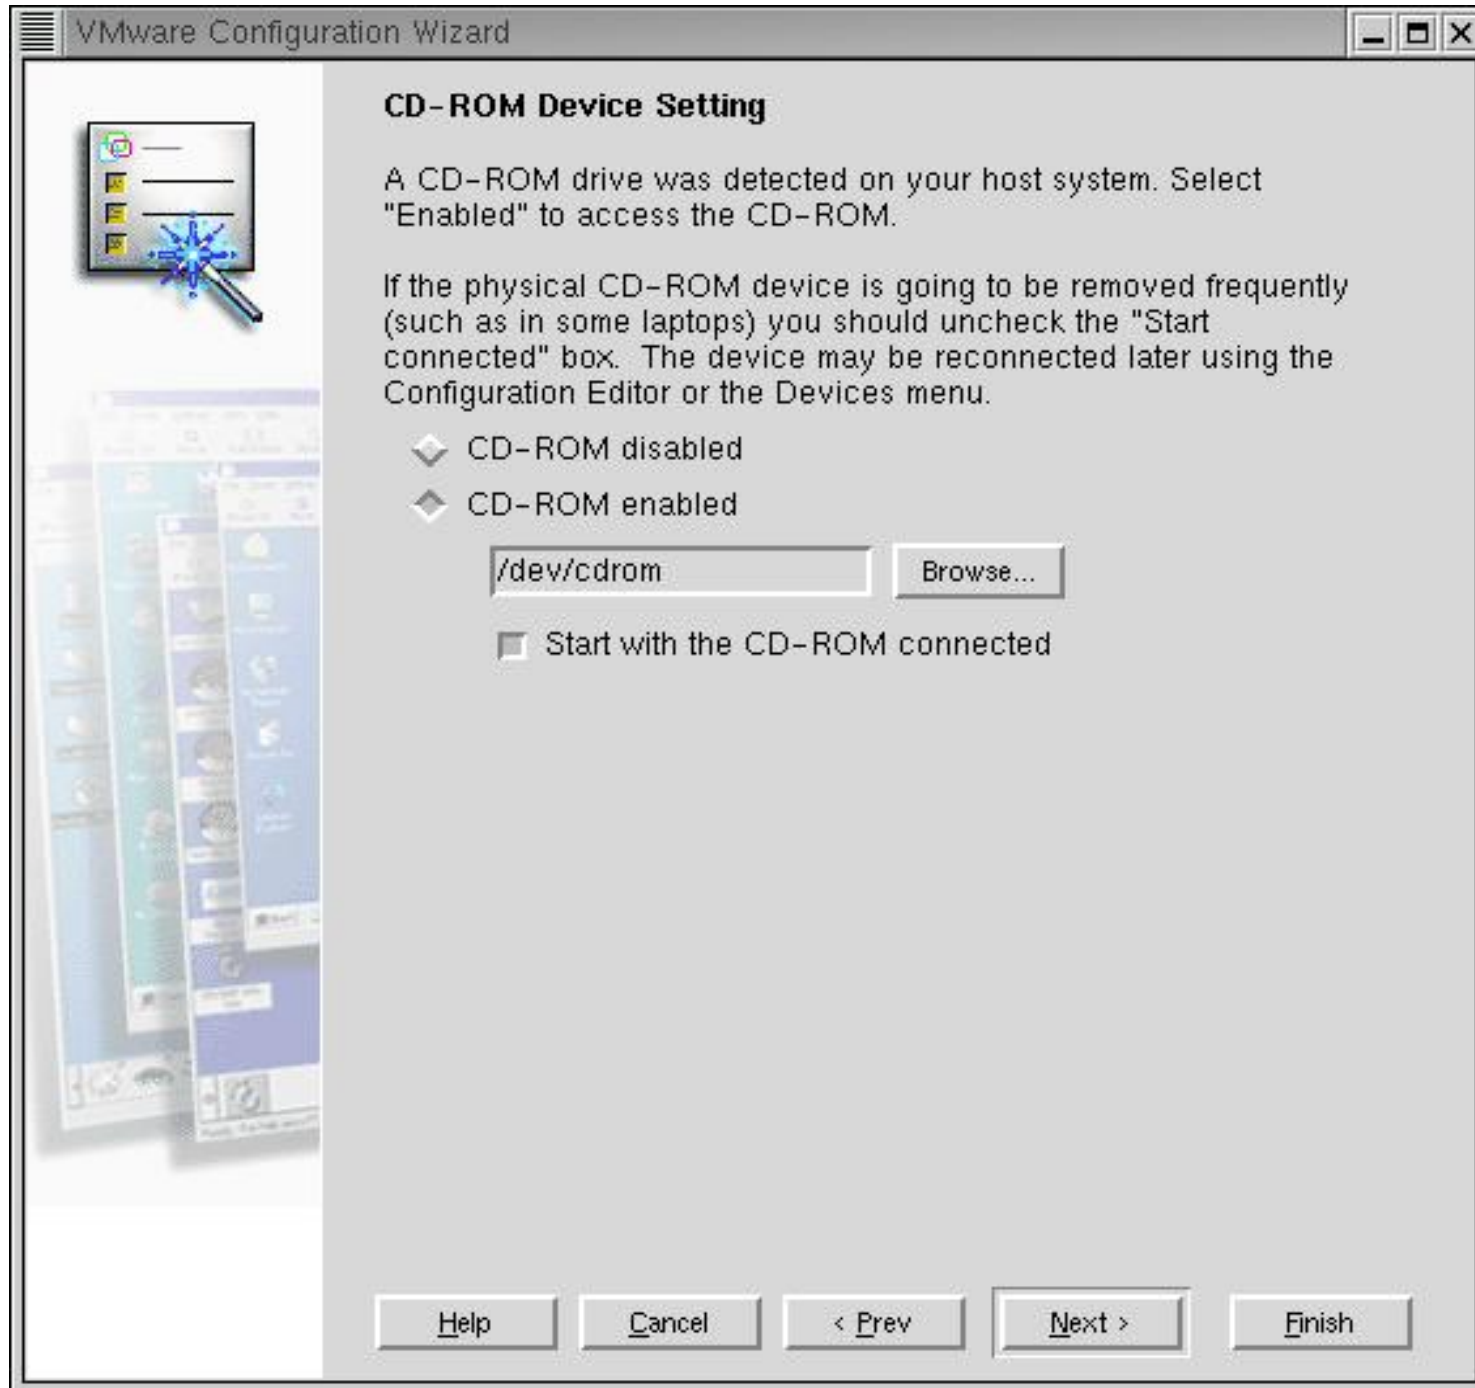 VMware Configuration Wizard
CD-ROM Device Setting
A CD-ROM drive was detected on your host system. Select
"Enabled" to access the CD-ROM.
If the physical CD-ROM device is going to be removed frequently
(such as in some laptops) you should uncheck the "Start
connected" box.  The device may be reconnected later using the
Configuration Editor or the Devices menu.
CD-ROM disabled
CD-ROM enabled
/dev/cdrom
Browse...
Start with the CD-ROM connected
Help
Cancel
< Prev
Next >
Finish